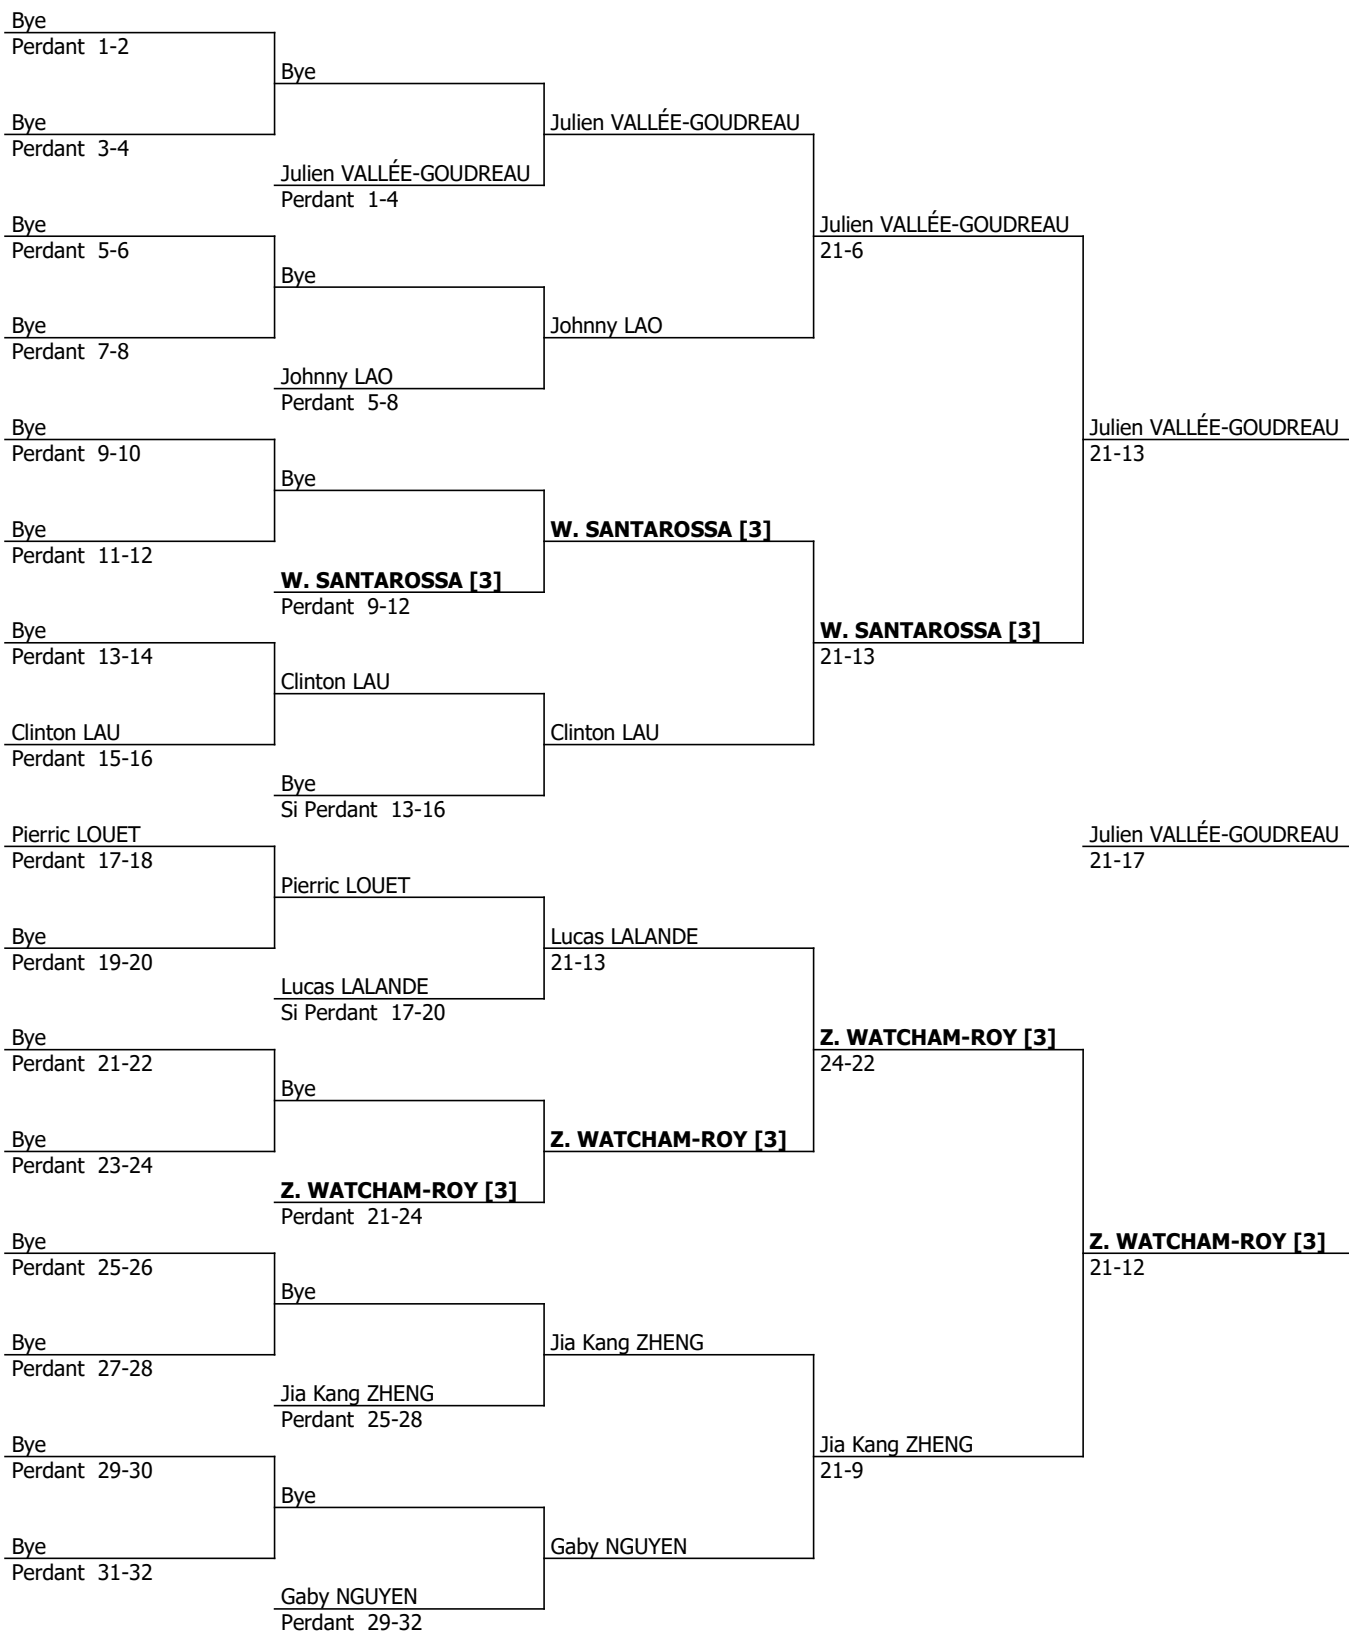 Bye
Perdant 1-2
Bye
Bye
Perdant 3-4
Julien VALLÉE-GOUDREAU
Julien VALLÉE-GOUDREAU
Perdant 1-4
Bye
Perdant 5-6
Julien VALLÉE-GOUDREAU
21-6
Bye
Bye
Perdant 7-8
Johnny LAO
Johnny LAO
Perdant 5-8
Bye
Perdant 9-10
Julien VALLÉE-GOUDREAU
21-13
Bye
Bye
Perdant 11-12
W. SANTAROSSA [3]
W. SANTAROSSA [3]
Perdant 9-12
Bye
Perdant 13-14
W. SANTAROSSA [3]
21-13
Clinton LAU
Clinton LAU
Perdant 15-16
Clinton LAU
Bye
Si Perdant 13-16
Pierric LOUET
Perdant 17-18
Julien VALLÉE-GOUDREAU
21-17
Pierric LOUET
Bye
Perdant 19-20
Lucas LALANDE
21-13
Lucas LALANDE
Si Perdant 17-20
Bye
Perdant 21-22
Z. WATCHAM-ROY [3]
24-22
Bye
Bye
Perdant 23-24
Z. WATCHAM-ROY [3]
Z. WATCHAM-ROY [3]
Perdant 21-24
Bye
Perdant 25-26
Z. WATCHAM-ROY [3]
21-12
Bye
Bye
Perdant 27-28
Jia Kang ZHENG
Jia Kang ZHENG
Perdant 25-28
Bye
Perdant 29-30
Jia Kang ZHENG
21-9
Bye
Bye
Perdant 31-32
Gaby NGUYEN
Gaby NGUYEN
Perdant 29-32